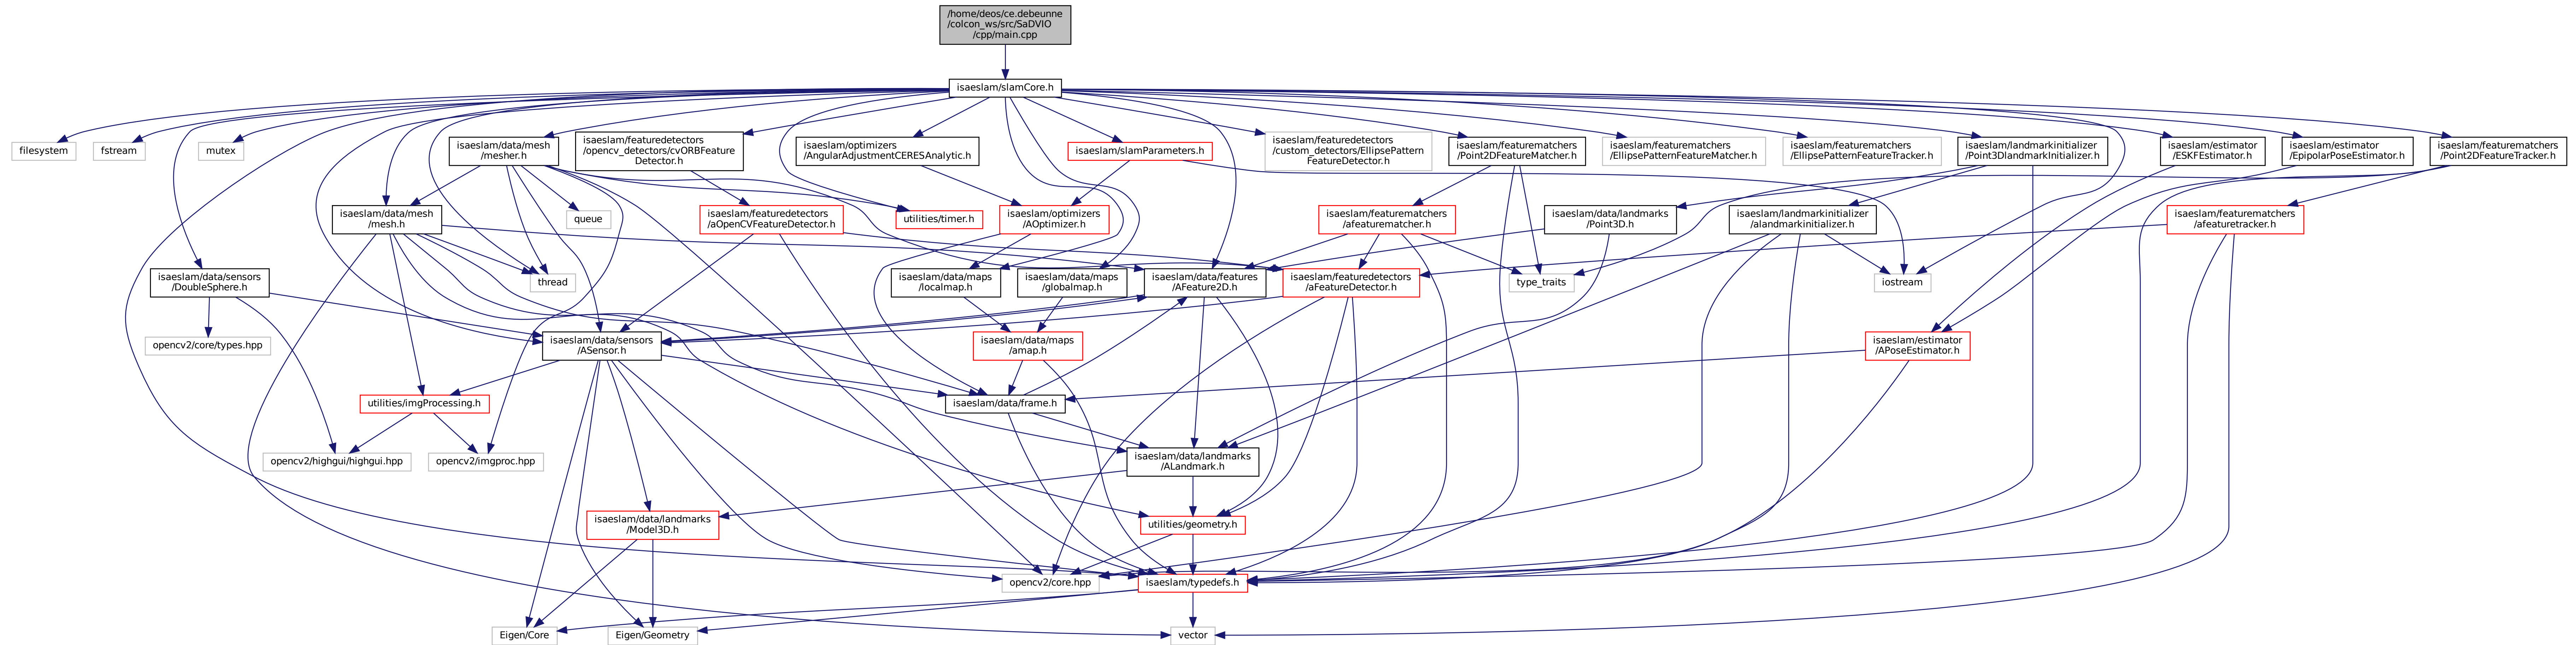 /home/deos/ce.debeunne
/colcon_ws/src/SaDVIO
/cpp/main.cpp
isaeslam/slamCore.h
filesystem
fstream
mutex
isaeslam/data/mesh
/mesher.h
isaeslam/featuredetectors
/opencv_detectors/cvORBFeature
Detector.h
isaeslam/optimizers
/AngularAdjustmentCERESAnalytic.h
isaeslam/slamParameters.h
isaeslam/featuredetectors
/custom_detectors/EllipsePattern
FeatureDetector.h
isaeslam/featurematchers
/Point2DFeatureMatcher.h
isaeslam/featurematchers
/EllipsePatternFeatureMatcher.h
isaeslam/featurematchers
/EllipsePatternFeatureTracker.h
isaeslam/landmarkinitializer
/Point3DlandmarkInitializer.h
isaeslam/estimator
/ESKFEstimator.h
isaeslam/estimator
/EpipolarPoseEstimator.h
isaeslam/featurematchers
/Point2DFeatureTracker.h
isaeslam/data/mesh
/mesh.h
queue
isaeslam/featuredetectors
/aOpenCVFeatureDetector.h
utilities/timer.h
isaeslam/optimizers
/AOptimizer.h
isaeslam/featurematchers
/afeaturematcher.h
isaeslam/data/landmarks
/Point3D.h
isaeslam/landmarkinitializer
/alandmarkinitializer.h
isaeslam/featurematchers
/afeaturetracker.h
isaeslam/data/sensors
/DoubleSphere.h
thread
isaeslam/data/maps
/localmap.h
isaeslam/data/maps
/globalmap.h
isaeslam/data/features
/AFeature2D.h
isaeslam/featuredetectors
/aFeatureDetector.h
type_traits
iostream
opencv2/core/types.hpp
isaeslam/data/sensors
/ASensor.h
isaeslam/data/maps
/amap.h
isaeslam/estimator
/APoseEstimator.h
utilities/imgProcessing.h
isaeslam/data/frame.h
opencv2/highgui/highgui.hpp
opencv2/imgproc.hpp
isaeslam/data/landmarks
/ALandmark.h
isaeslam/data/landmarks
/Model3D.h
utilities/geometry.h
opencv2/core.hpp
isaeslam/typedefs.h
Eigen/Core
Eigen/Geometry
vector